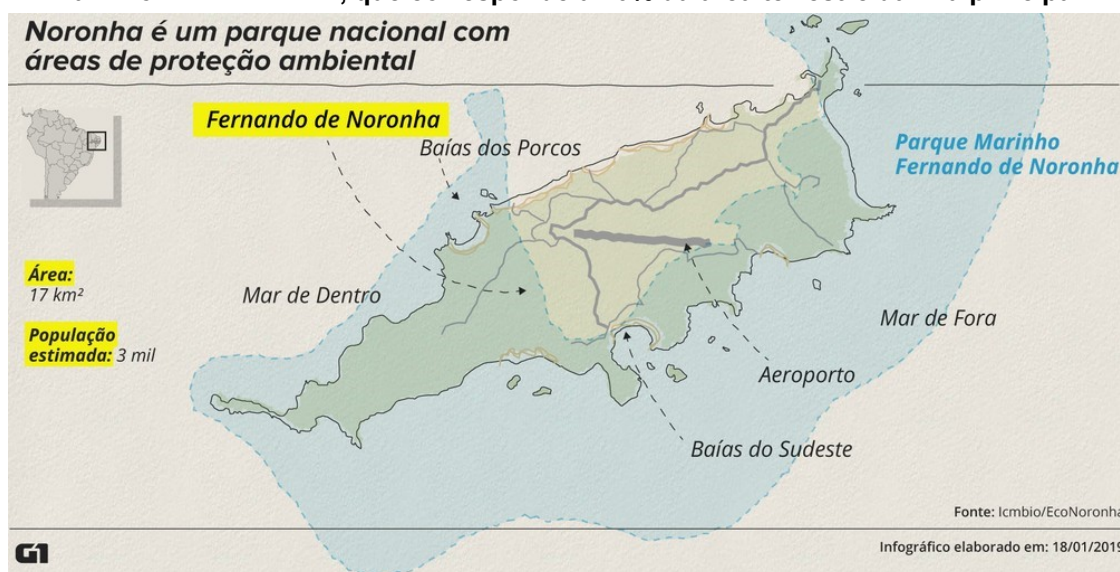 Noronha é um parque nacional com
áreas de proteção ambiental
Fernando de Noronha
Baías dos Porcos
Parque Marinho
Fernando de Noronha
Área:
17 km²
Mar de Dentro
População
estimada: 3 mil
Mar de Fora
Aeroporto
Baías do Sudeste
Fonte: Icmbio/EcoNoronha
G1
Infográfico elaborado em: 18/01/2019